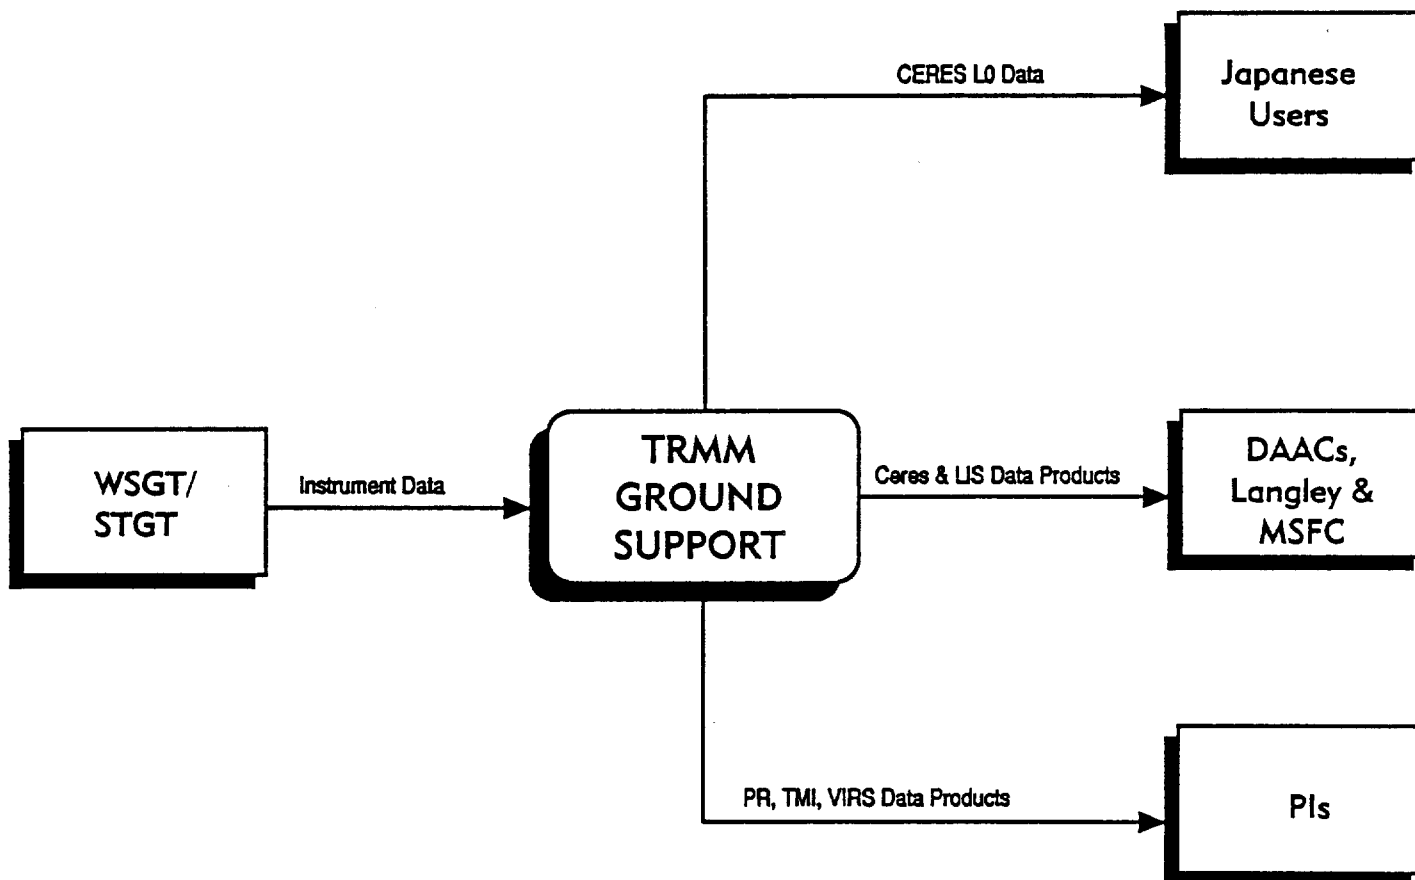 CERES L0 Data
Japanese
Users
WSGT/
STGT
Instrument Data
TRMM
GROUND
SUPPORT
Ceres & LIS Data Products
DAACs,
Langley &
MSFC
PR, TMI, VIRS Data Products
PIs